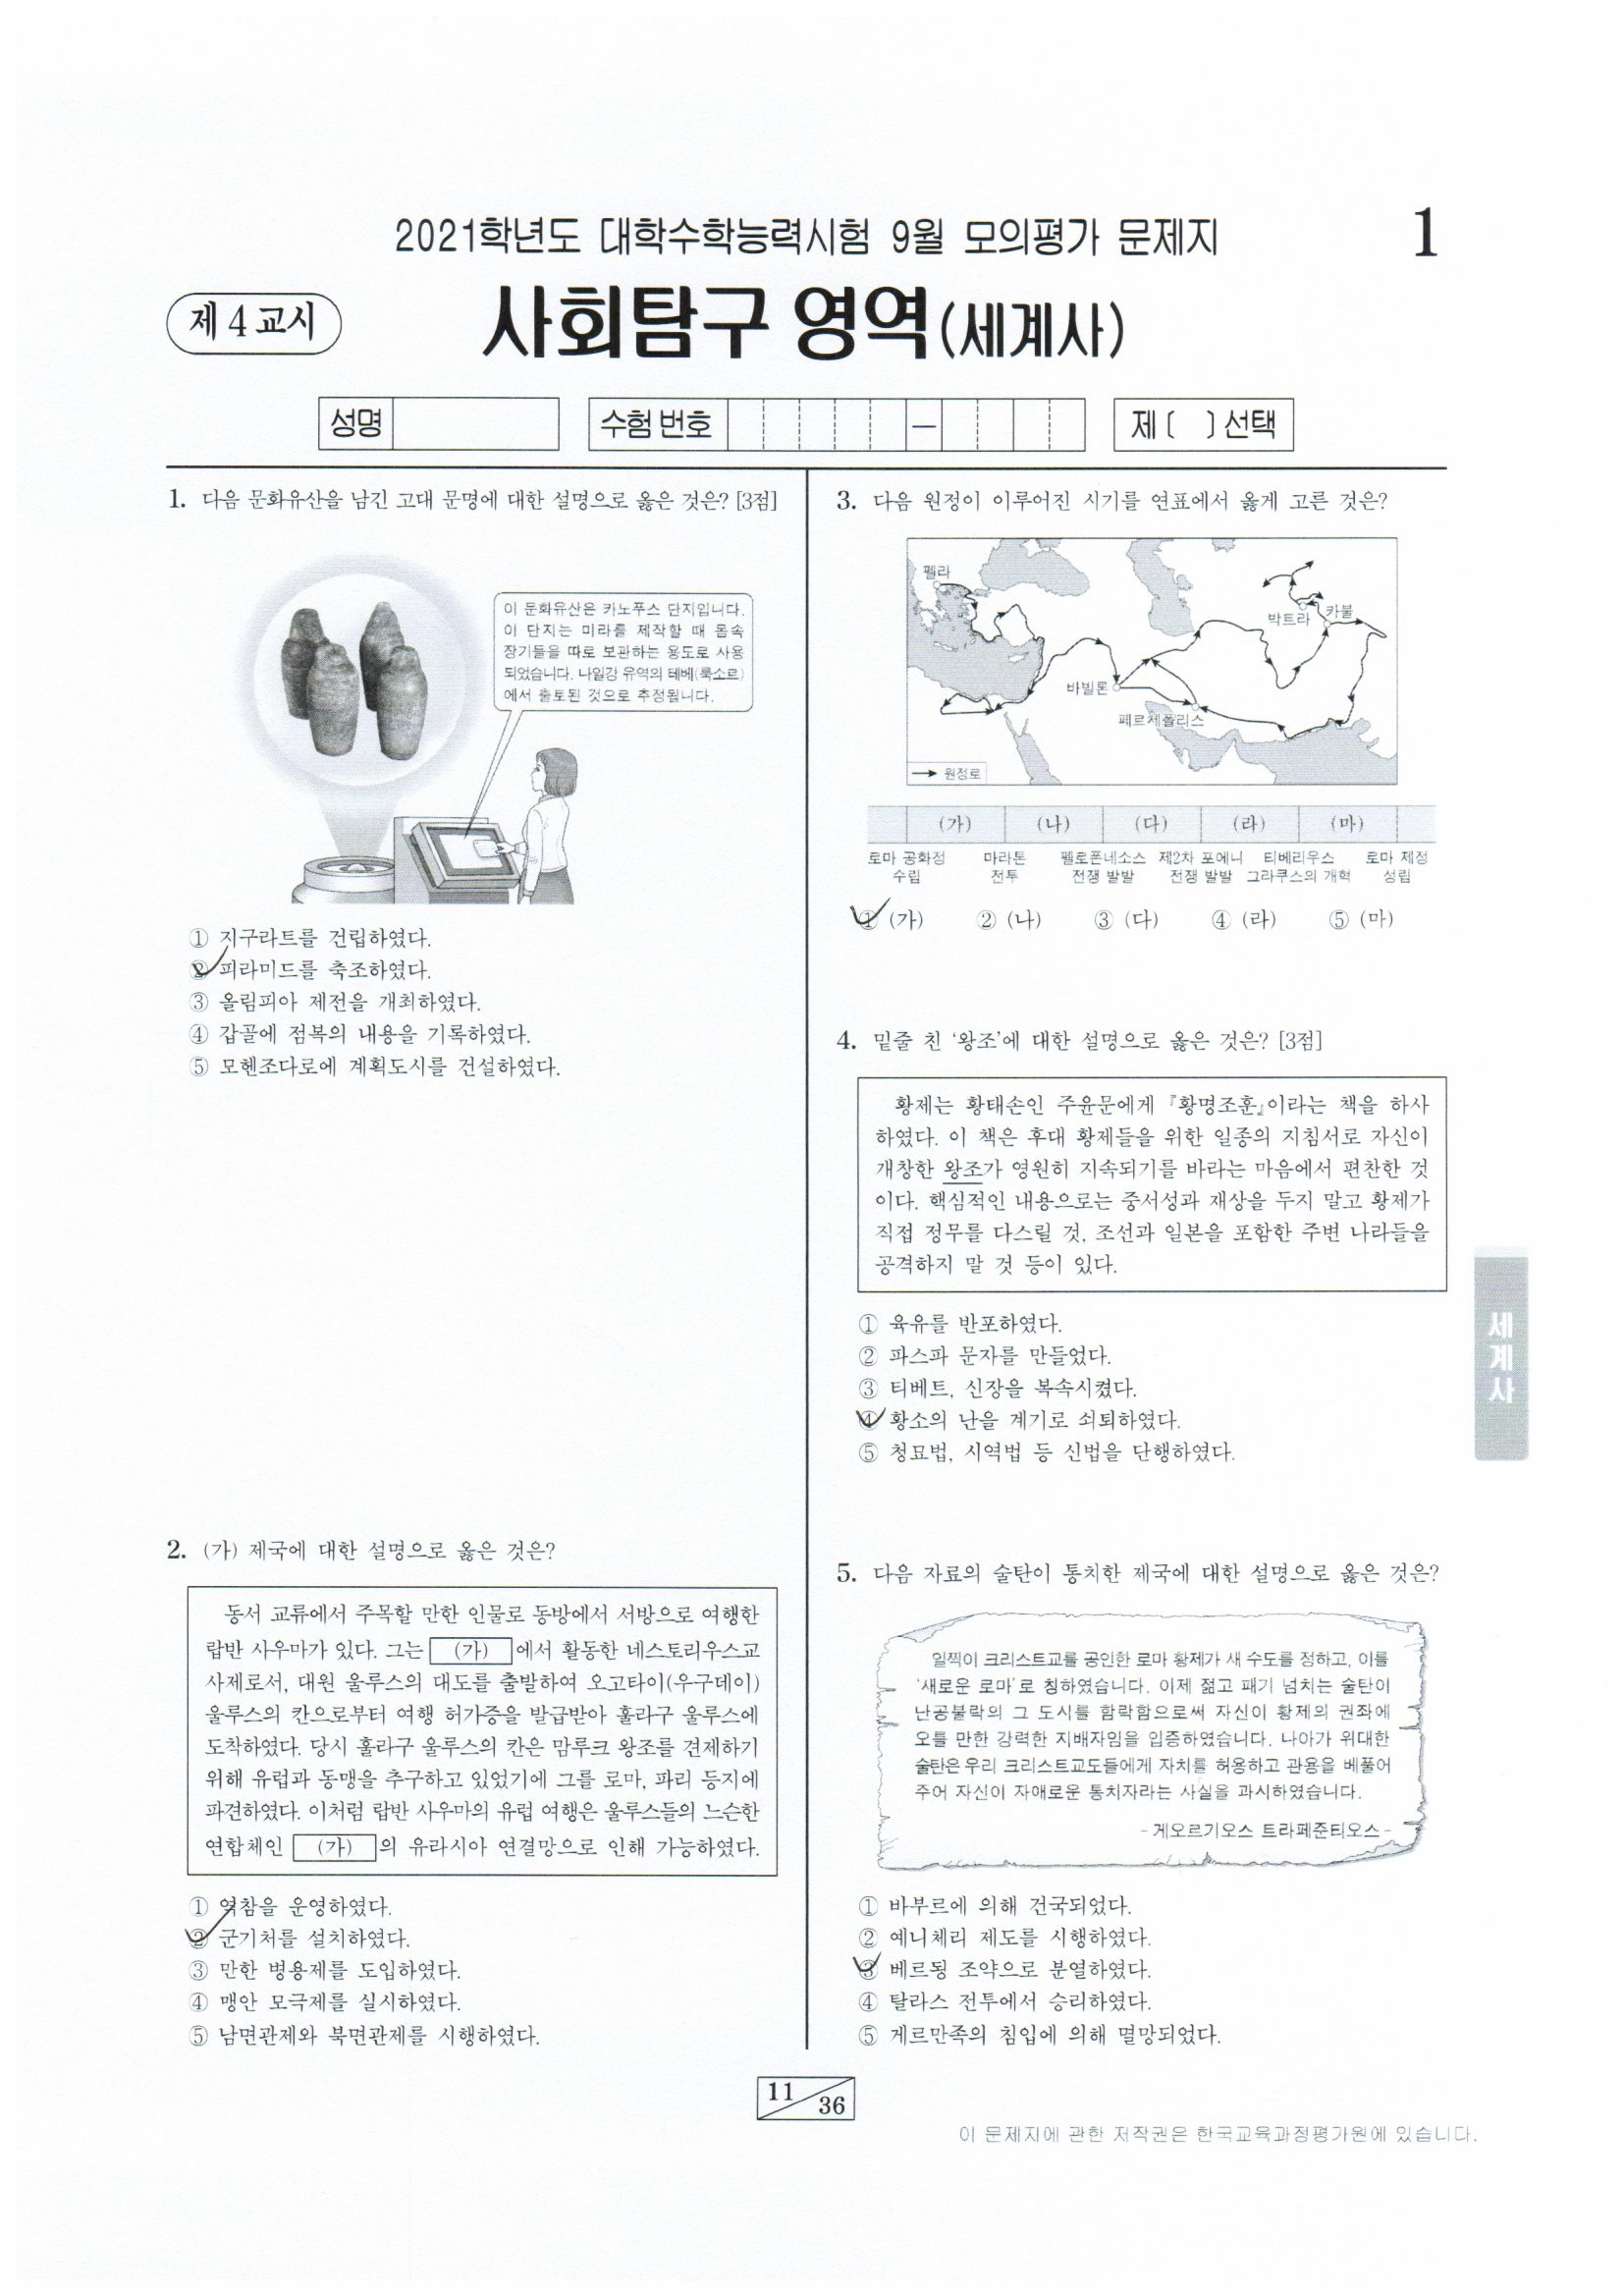 2021학년도 대학수학능력시험 9월 모의평가 문제지
1
제 4 교시
사회탐구 영역(세계사)
성명
수험 번호
—
제 [ ] 선택
1. 다음 문화유산을 남긴 고대 문명에 대한 설명으로 옳은 것은? [3점]
이 문화유산은 카노푸스 단지입니다.
이 단지는 미라를 제작할 때 몸속
장기들을 따로 보관하는 용도로 사용
되었습니다. 나일강 유역의 테베(룩소르)
에서 출토된 것으로 추정됩니다.
① 지구라트를 건립하였다.
② 피라미드를 축조하였다.
③ 올림피아 제전을 개최하였다.
④ 갑골에 점복의 내용을 기록하였다.
⑤ 모헨조다로에 계획도시를 건설하였다.
2. (가) 제국에 대한 설명으로 옳은 것은?
동서 교류에서 주목할 만한 인물로 동방에서 서방으로 여행한
랍반 사우마가 있다. 그는 (가) 에서 활동한 네스토리우스교
사제로서, 대원 울루스의 대도를 출발하여 오고타이(우구데이)
울루스의 칸으로부터 여행 허가증을 발급받아 훌라구 울루스에
도착하였다. 당시 훌라구 울루스의 칸은 맘루크 왕조를 견제하기
위해 유럽과 동맹을 추구하고 있었기에 그를 로마, 파리 등지에
파견하였다. 이처럼 랍반 사우마의 유럽 여행은 울루스들의 느슨한
연합체인 (가) 의 유라시아 연결망으로 인해 가능하였다.
① 역참을 운영하였다.
② 군기처를 설치하였다.
③ 만한 병용제를 도입하였다.
④ 맹안 모극제를 실시하였다.
⑤ 남면관제와 북면관제를 시행하였다.
3. 다음 원정이 이루어진 시기를 연표에서 옳게 고른 것은?
펠라
박트라
카불
바빌론
페르세폴리스
원정로
(가) (나) (다) (라) (마)
로마 공화정 마라톤 펠로폰네소스 제2차 포에니 티베리우스 로마 제정
수립 전투 전쟁 발발 전쟁 발발 그라쿠스의 개혁 성립
① (가) ② (나) ③ (다) ④ (라) ⑤ (마)
4. 밑줄 친 ‘왕조’에 대한 설명으로 옳은 것은? [3점]
황제는 황태손인 주윤문에게 『황명조훈』이라는 책을 하사
하였다. 이 책은 후대 황제들을 위한 일종의 지침서로 자신이
개창한 왕조가 영원히 지속되기를 바라는 마음에서 편찬한 것
이다. 핵심적인 내용으로는 중서성과 재상을 두지 말고 황제가
직접 정무를 다스릴 것, 조선과 일본을 포함한 주변 나라들을
공격하지 말 것 등이 있다.
① 육유를 반포하였다.
② 파스파 문자를 만들었다.
③ 티베트, 신장을 복속시켰다.
④ 황소의 난을 계기로 쇠퇴하였다.
⑤ 청묘법, 시역법 등 신법을 단행하였다.
5. 다음 자료의 술탄이 통치한 제국에 대한 설명으로 옳은 것은?
일찍이 크리스트교를 공인한 로마 황제가 새 수도를 정하고, 이를
‘새로운 로마’로 칭하였습니다. 이제 젊고 패기 넘치는 술탄이
난공불락의 그 도시를 함락함으로써 자신이 황제의 권좌에
오를 만한 강력한 지배자임을 입증하였습니다. 나아가 위대한
술탄은 우리 크리스트교도들에게 자치를 허용하고 관용을 베풀어
주어 자신이 자애로운 통치자라는 사실을 과시하였습니다.
- 게오르기오스 트라페준티오스 -
① 바부르에 의해 건국되었다.
② 예니체리 제도를 시행하였다.
③ 베르됭 조약으로 분열하였다.
④ 탈라스 전투에서 승리하였다.
⑤ 게르만족의 침입에 의해 멸망되었다.
세계사
11
36
이 문제지에 관한 저작권은 한국교육과정평가원에 있습니다.